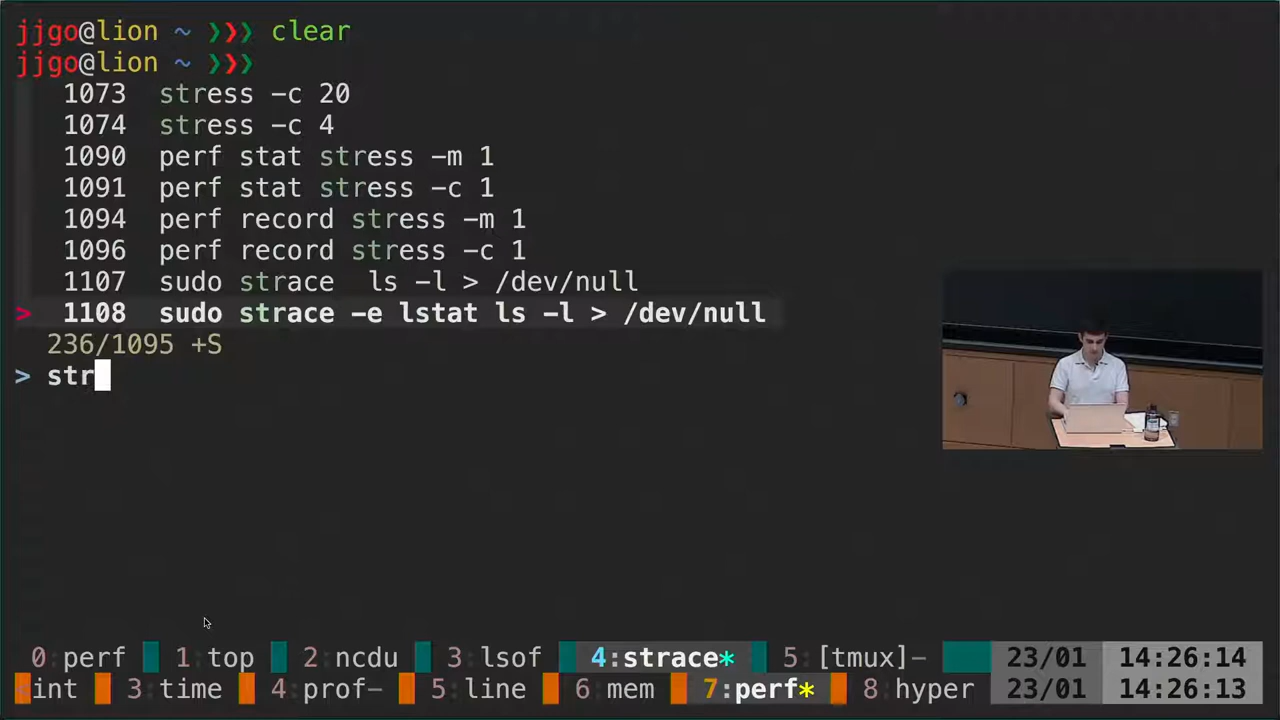 jjgo@lion ~ ❯❯❯ clear
jjgo@lion ~ ❯❯❯
1073 stress -c 20
1074 stress -c 4
1090 perf stat stress -m 1
1091 perf stat stress -c 1
1094 perf record stress -m 1
1096 perf record stress -c 1
1107 sudo strace  ls -l > /dev/null
> 1108 sudo strace -e lstat ls -l > /dev/null
236/1095 +S
> str
0:perf 1:top 2:ncdu 3:lsof 4:strace* 5:[tmux]- 23/01 14:26:14
int 3:time 4:prof- 5:line 6:mem 7:perf* 8:hyper 23/01 14:26:13